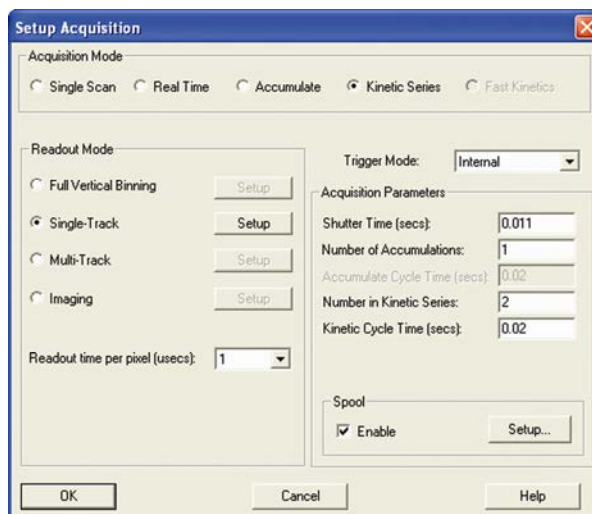 Setup Acquisition
Acquisition Mode
Single Scan Real Time Accumulate Kinetic Series Fast Kinetics
Readout Mode
Full Vertical Binning Setup
Single-Track Setup
Multi-Track Setup
Imaging Setup
Readout time per pixel (usecs): 1
Trigger Mode: Internal
Acquisition Parameters
Shutter Time (secs): 0.011
Number of Accumulations: 1
Accumulate Cycle Time (secs): 0.02
Number in Kinetic Series: 2
Kinetic Cycle Time (secs): 0.02
Spool
Enable Setup...
OK Cancel Help